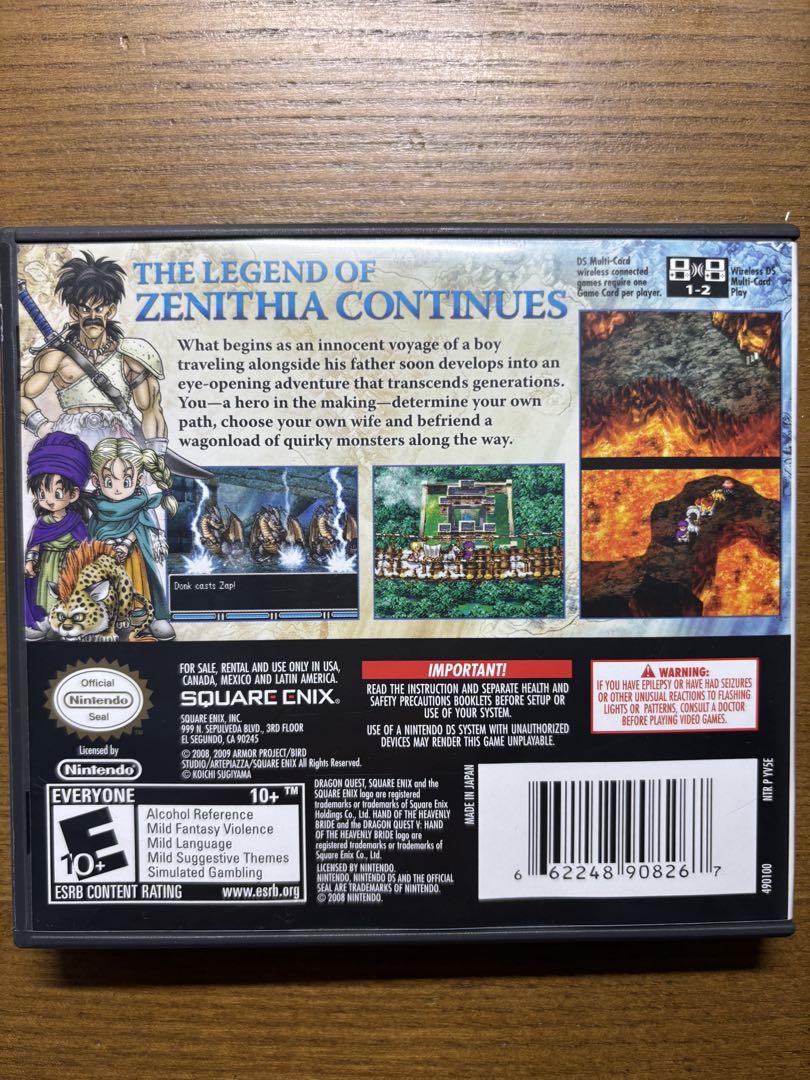 THE LEGEND OF
ZENITHIA CONTINUES
DS Multi-Card
wireless connected
games require one
Game Card per player.
1-2
Wireless DS
Multi-Card
Play
What begins as an innocent voyage of a boy
traveling alongside his father soon develops into an
eye-opening adventure that transcends generations.
You—a hero in the making—determine your own
path, choose your own wife and befriend a
wagonload of quirky monsters along the way.
Donk casts Zap!
Official
Nintendo
Seal
TM
Licensed by
Nintendo®
FOR SALE, RENTAL AND USE ONLY IN USA,
CANADA, MEXICO AND LATIN AMERICA.
SQUARE ENIX®
SQUARE ENIX, INC.
999 N. SEPULVEDA BLVD., 3RD FLOOR
EL SEGUNDO, CA 90245
© 2008, 2009 ARMOR PROJECT/BIRD
STUDIO/ARTEPIAZZA/SQUARE ENIX All Rights Reserved.
© KOICHI SUGIYAMA
IMPORTANT!
READ THE INSTRUCTION AND SEPARATE HEALTH AND
SAFETY PRECAUTIONS BOOKLETS BEFORE SETUP OR
USE OF YOUR SYSTEM.
USE OF A NINTENDO DS SYSTEM WITH UNAUTHORIZED
DEVICES MAY RENDER THIS GAME UNPLAYABLE.
WARNING:
IF YOU HAVE EPILEPSY OR HAVE HAD SEIZURES
OR OTHER UNUSUAL REACTIONS TO FLASHING
LIGHTS OR PATTERNS, CONSULT A DOCTOR
BEFORE PLAYING VIDEO GAMES.
EVERYONE 10+ TM
E
10+
Alcohol Reference
Mild Fantasy Violence
Mild Language
Mild Suggestive Themes
Simulated Gambling
ESRB CONTENT RATING www.esrb.org
DRAGON QUEST, SQUARE ENIX and the
SQUARE ENIX logo are registered
trademarks or trademarks of Square Enix
Holdings Co., Ltd. HAND OF THE HEAVENLY
BRIDE and the DRAGON QUEST V: HAND
OF THE HEAVENLY BRIDE logo are
registered trademarks or trademarks of
Square Enix Co., Ltd.
LICENSED BY NINTENDO.
NINTENDO, NINTENDO DS AND THE OFFICIAL
SEAL ARE TRADEMARKS OF NINTENDO.
© 2008 NINTENDO.
MADE IN JAPAN
6 62248 90826 7
NTR P YV5E
490100